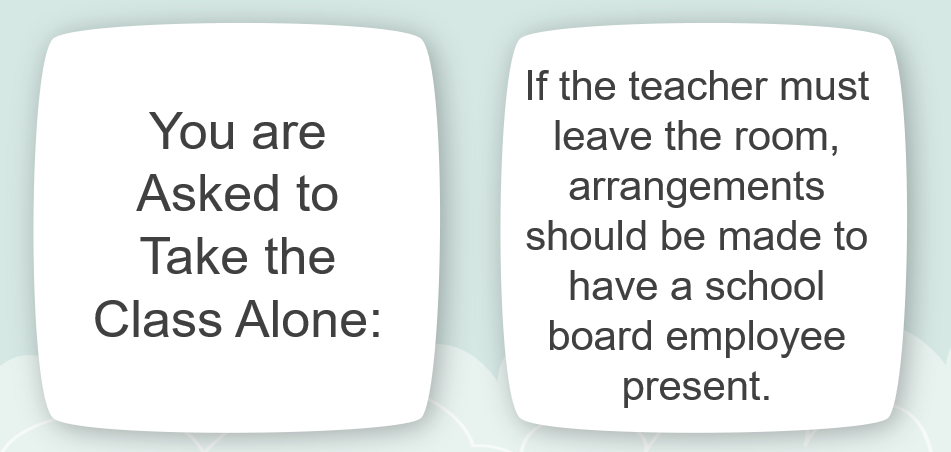 You are
Asked to
Take the
Class Alone:
If the teacher must
leave the room,
arrangements
should be made to
have a school
board employee
present.